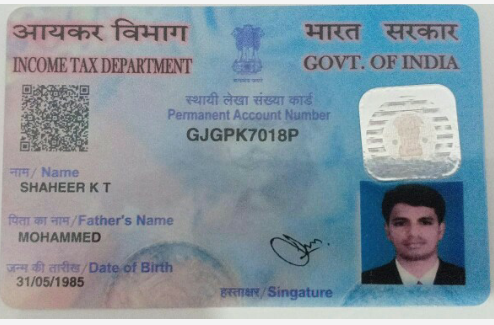 आयकर विभाग
भारत सरकार
INCOME TAX DEPARTMENT
GOVT. OF INDIA
स्थायी लेखा संख्या कार्ड
Permanent Account Number
GJGPK7018P
नाम/ Name
SHAHEER K T
पिता का नाम/Father's Name
MOHAMMED
जन्म की तारीख/Date of Birth
31/05/1985
हस्ताक्षर/Singature